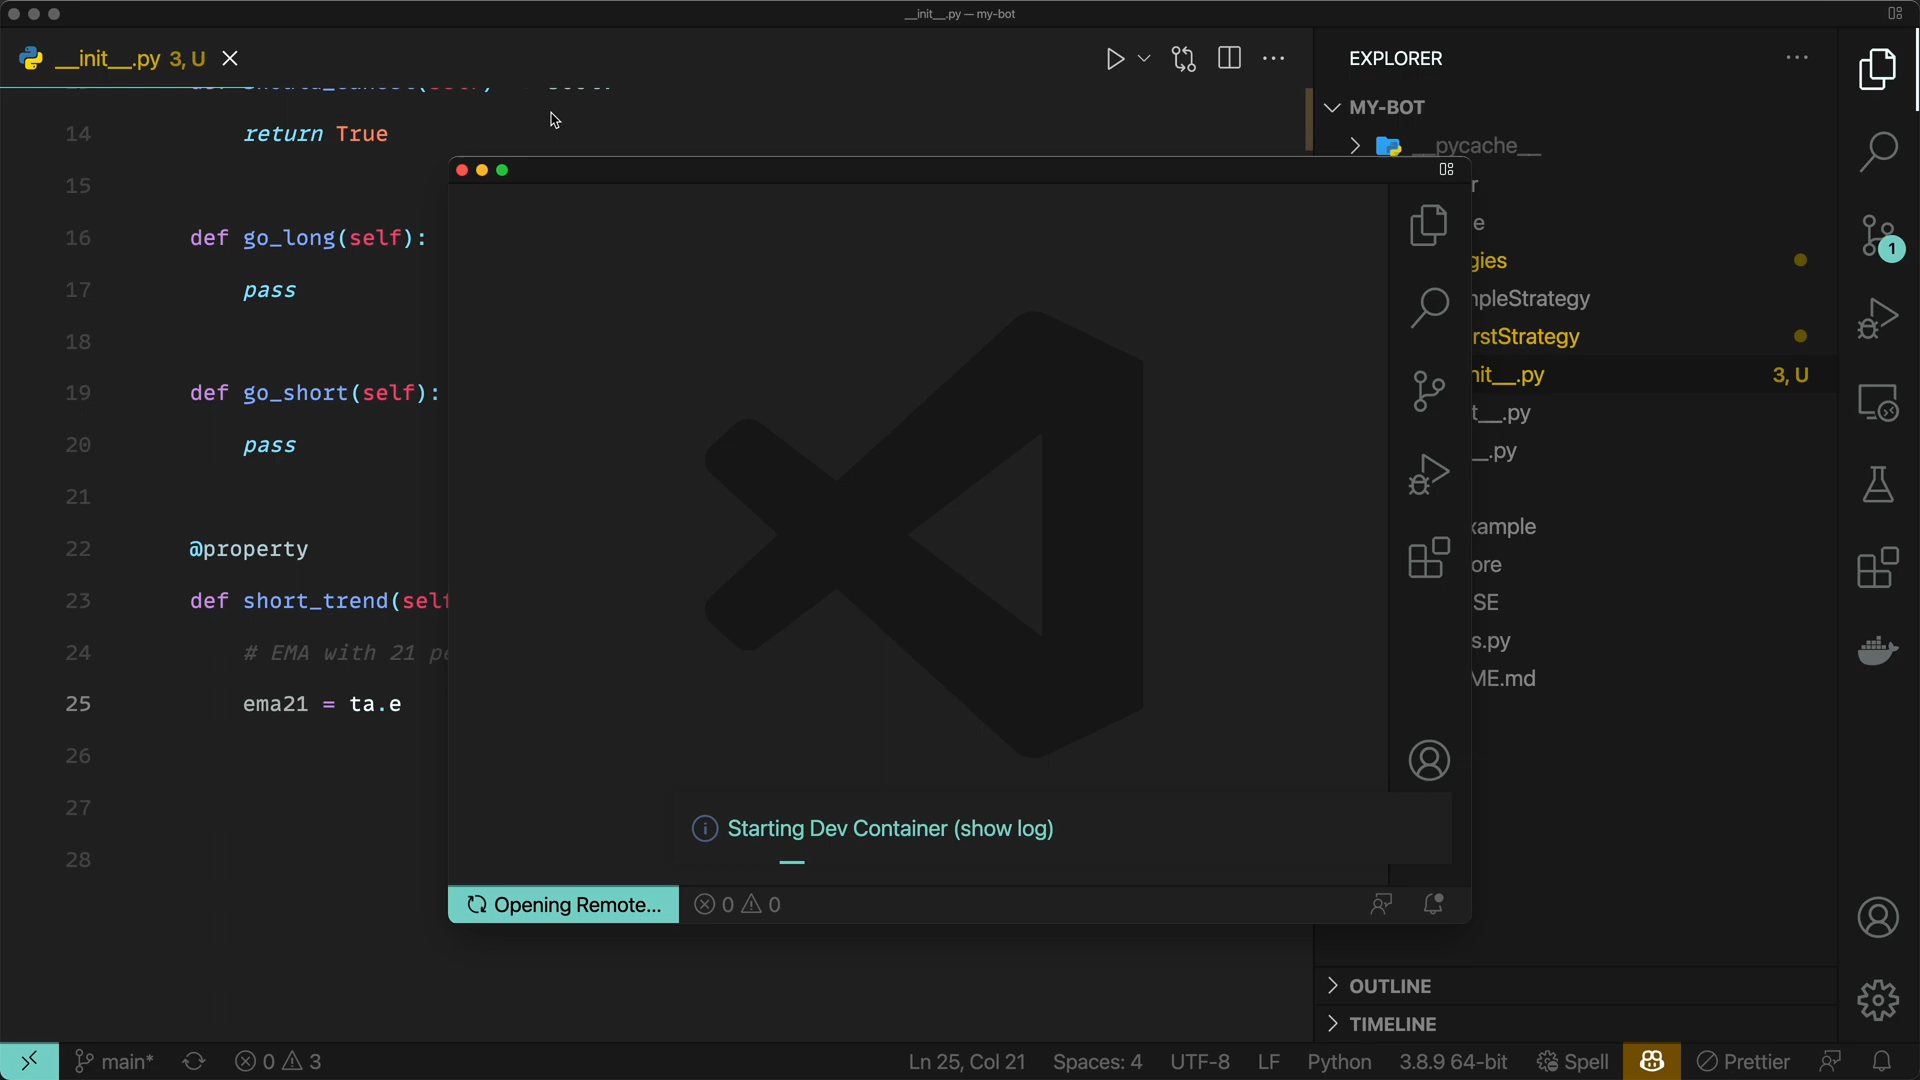 __init__.py — my-bot
__init__.py 3, U
EXPLORER
MY-BOT
__pycache__
14 return True
15
16 def go_long(self):
17 pass
18
19 def go_short(self):
20 pass
21
22 @property
23 def short_trend(self
24 # EMA with 21 pe
25 ema21 = ta.e
26
27
28
r
e
gies
npleStrategy
rstStrategy
nit__.py 3, U
t__.py
__.py
xample
ore
SE
s.py
ME.md
1
Starting Dev Container (show log)
Opening Remote... 0 0
OUTLINE
TIMELINE
main* 0 3 Ln 25, Col 21 Spaces: 4 UTF-8 LF Python 3.8.9 64-bit Spell Prettier